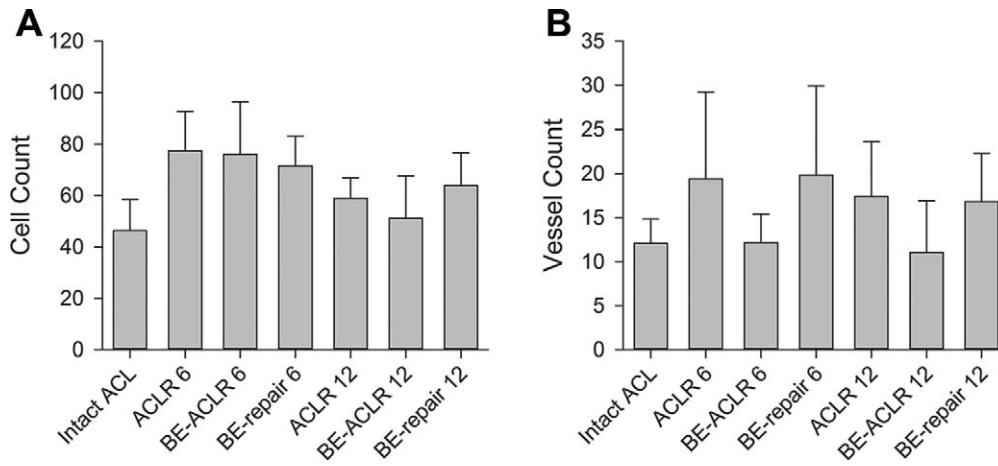 A
Cell Count
120
100
80
60
40
20
0
Intact ACL
ACLR 6
BE-ACLR 6
BE-repair 6
ACLR 12
BE-ACLR 12
BE-repair 12
B
Vessel Count
35
30
25
20
15
10
5
0
Intact ACL
ACLR 6
BE-ACLR 6
BE-repair 6
ACLR 12
BE-ACLR 12
BE-repair 12